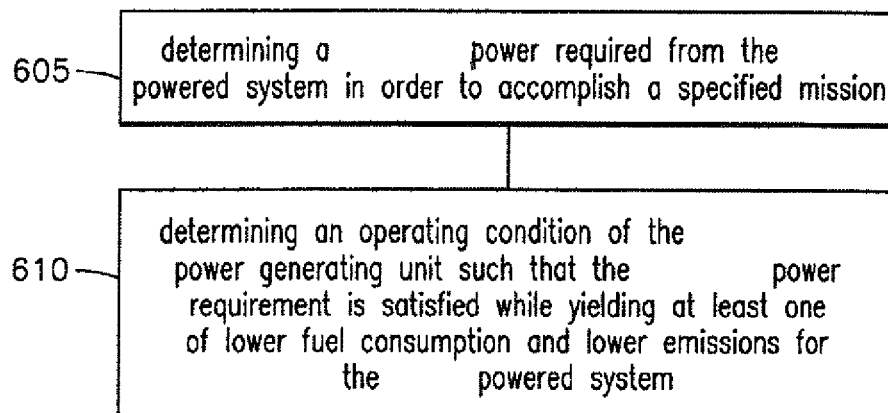 605
determining a power required from the
powered system in order to accomplish a specified mission
610
determining an operating condition of the
power generating unit such that the power
requirement is satisfied while yielding at least one
of lower fuel consumption and lower emissions for
the powered system